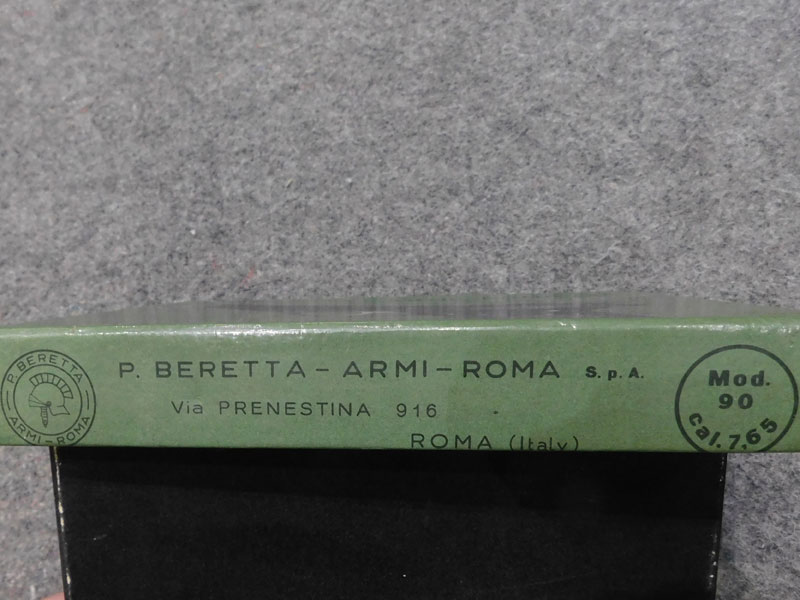 P. BERETTA
ARMI-ROMA
P. BERETTA – ARMI – ROMA S.p.A.
Via PRENESTINA 916
ROMA (Italy)
Mod.
90
cal. 7,65